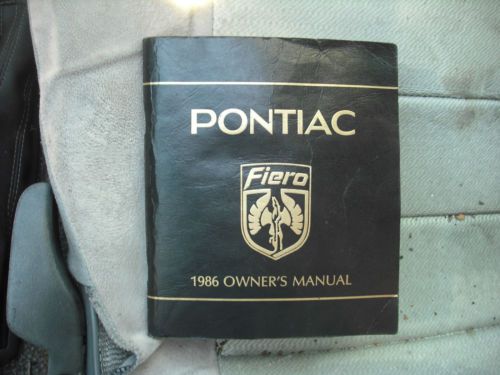 PONTIAC
Fiero
1986 OWNER'S MANUAL